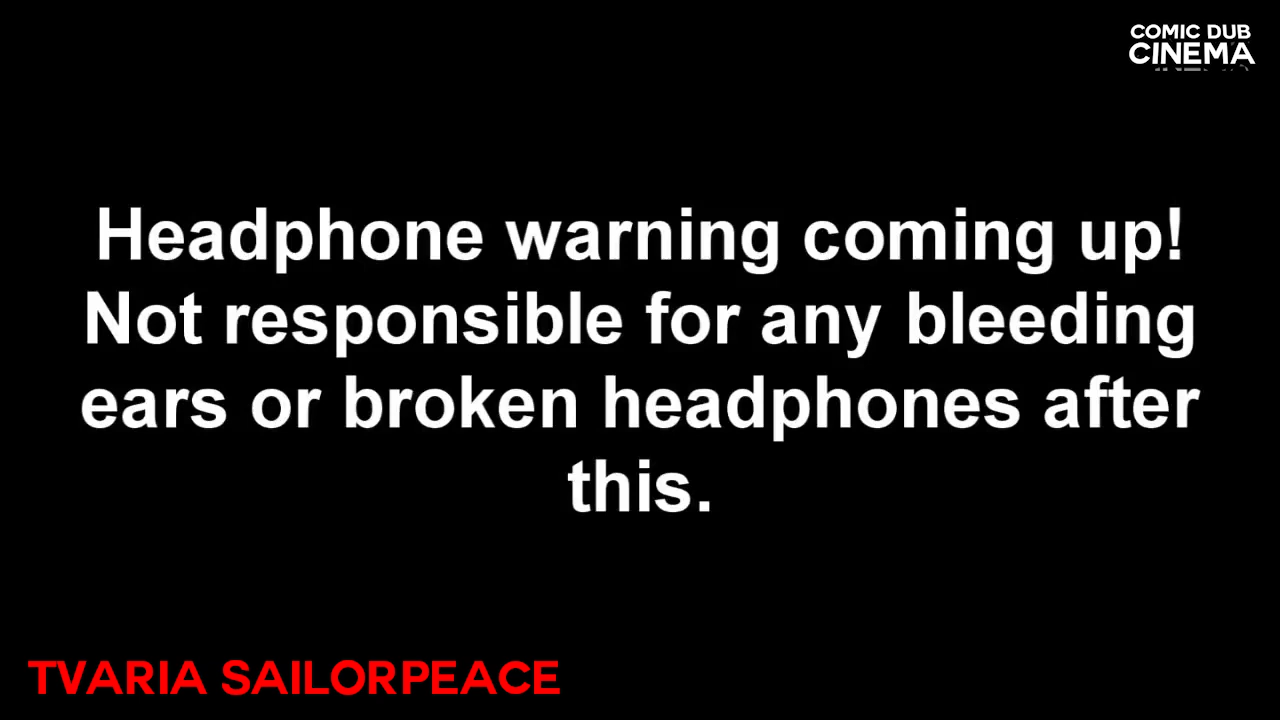 COMIC DUB
CINEMA
Headphone warning coming up!
Not responsible for any bleeding
ears or broken headphones after
this.
TVARIA SAILORPEACE